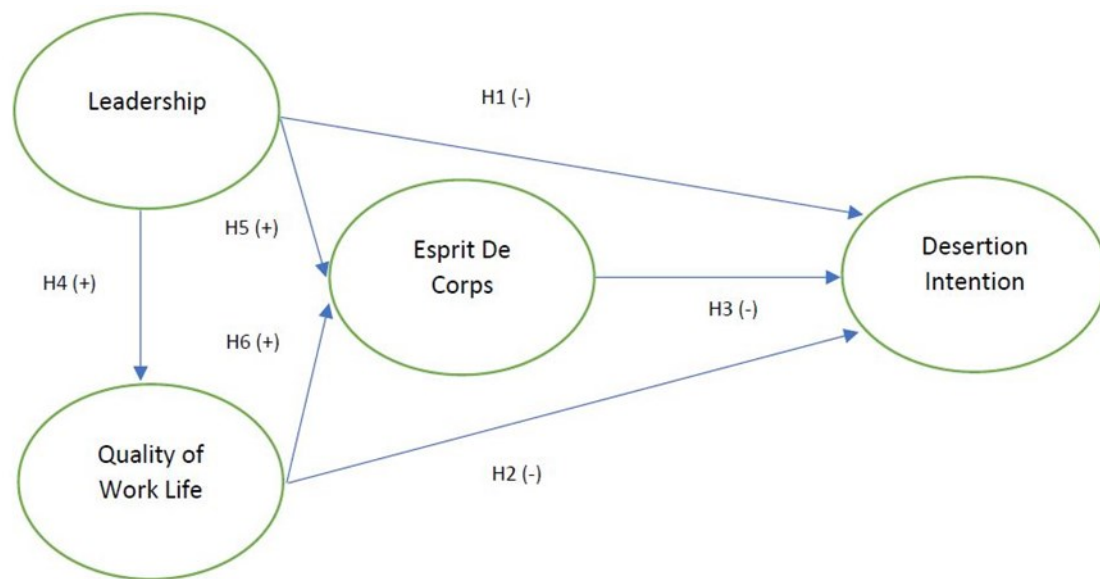 Leadership
H1 (-)
H5 (+)
Esprit De
Corps
Desertion
Intention
H4 (+)
H3 (-)
H6 (+)
Quality of
Work Life
H2 (-)